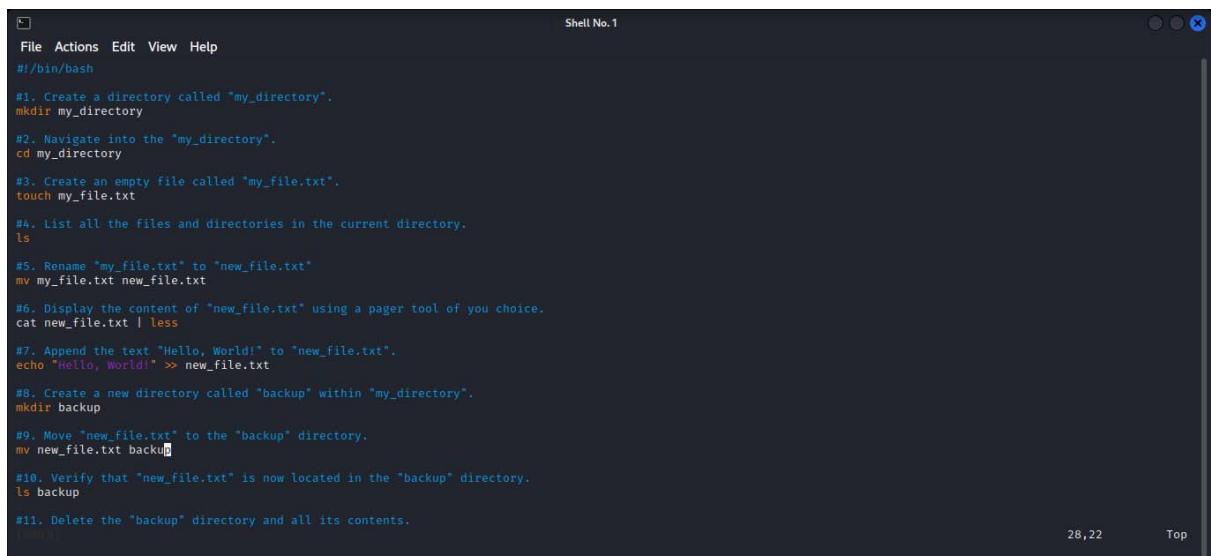 Shell No. 1
File Actions Edit View Help
#!/bin/bash
#1. Create a directory called "my_directory".
mkdir my_directory
#2. Navigate into the "my_directory".
cd my_directory
#3. Create an empty file called "my_file.txt".
touch my_file.txt
#4. List all the files and directories in the current directory.
ls
#5. Rename "my_file.txt" to "new_file.txt"
mv my_file.txt new_file.txt
#6. Display the content of "new_file.txt" using a pager tool of you choice.
cat new_file.txt | less
#7. Append the text "Hello, World!" to "new_file.txt".
echo "Hello, World!" >> new_file.txt
#8. Create a new directory called "backup" within "my_directory".
mkdir backup
#9. Move "new_file.txt" to the "backup" directory.
mv new_file.txt backup
#10. Verify that "new_file.txt" is now located in the "backup" directory.
ls backup
#11. Delete the "backup" directory and all its contents.
28,22 Top